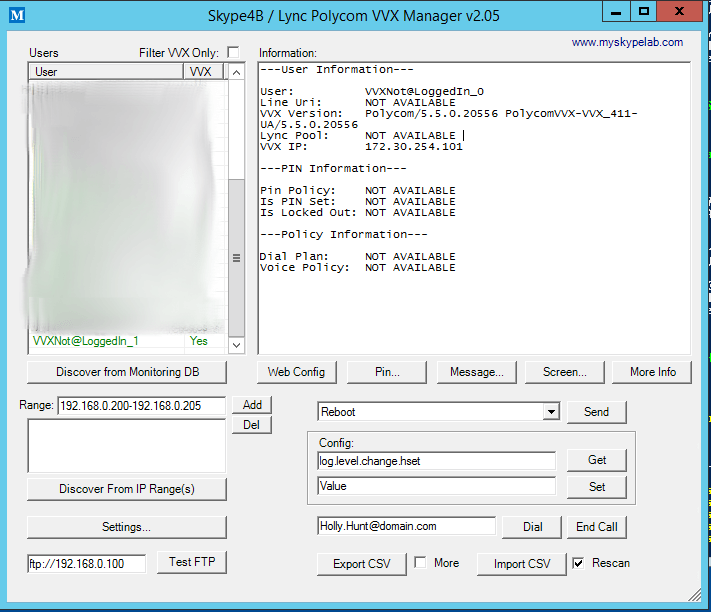 M
Skype4B / Lync Polycom VVX Manager v2.05
www.myskypelab.com
Users
Filter VVX Only:
User VVX
VVXNot@LoggedIn_1 Yes
Discover from Monitoring DB
Information:
---User Information---
User: VVXNot@LoggedIn_0
Line Uri: NOT AVAILABLE
VVX Version: Polycom/5.5.0.20556 PolycomVVX-VVX_411-
UA/5.5.0.20556
Lync Pool: NOT AVAILABLE
VVX IP: 172.30.254.101
---PIN Information---
Pin Policy: NOT AVAILABLE
Is PIN Set: NOT AVAILABLE
Is Locked Out: NOT AVAILABLE
---Policy Information---
Dial Plan: NOT AVAILABLE
Voice Policy: NOT AVAILABLE
Web Config
Pin...
Message...
Screen...
More Info
Range: 192.168.0.200-192.168.0.205
Add
Del
Discover From IP Range(s)
Settings...
ftp://192.168.0.100
Test FTP
Reboot
Send
Config:
log.level.change.hset
Get
Value
Set
Holly.Hunt@domain.com
Dial
End Call
Export CSV
More
Import CSV
Rescan